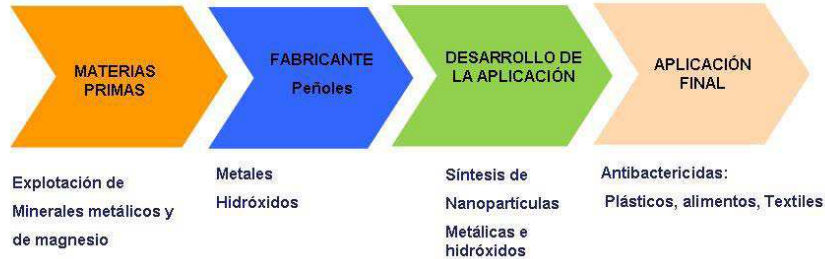 MATERIAS
PRIMAS
FABRICANTE
Peñoles
DESARROLLO DE
LA APLICACIÓN
APLICACIÓN
FINAL
Explotación de
Minerales metálicos y
de magnesio
Metales
Hidróxidos
Síntesis de
Nanopartículas
Metálicas e
hidróxidos
Antibactericidas:
Plásticos, alimentos, Textiles